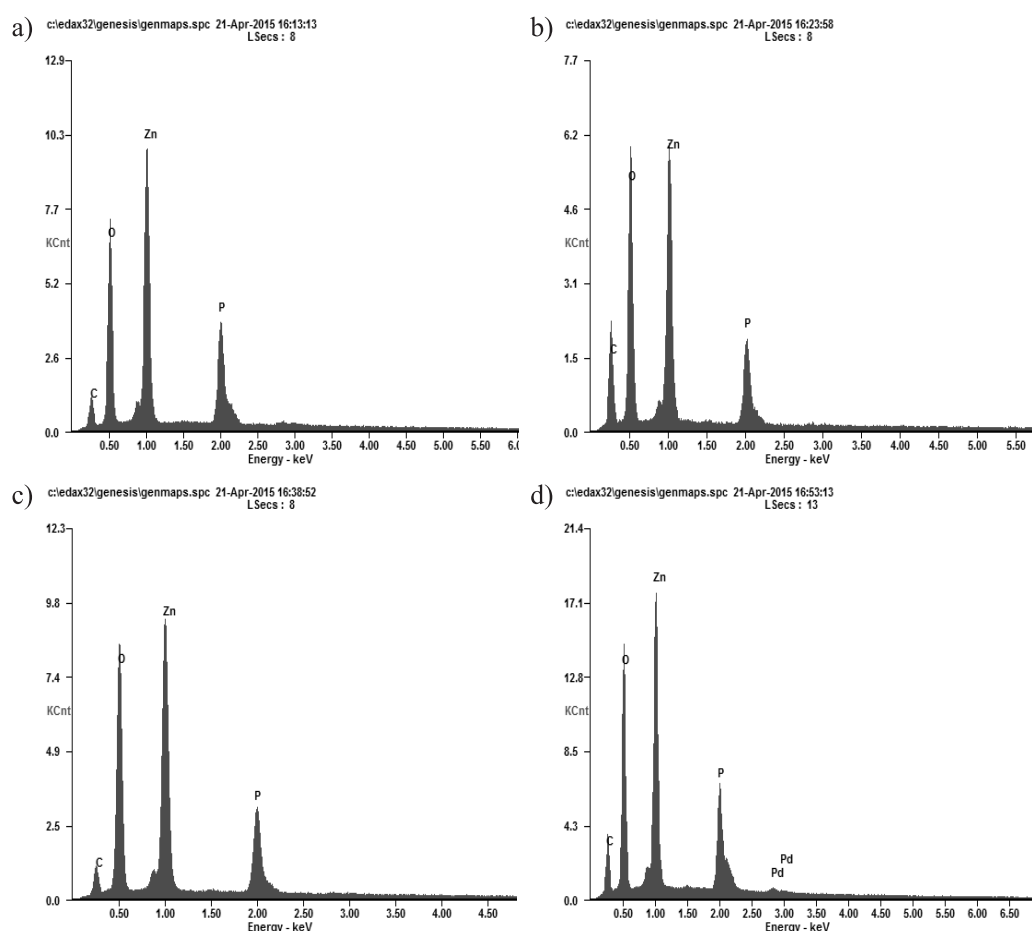 a) c:\edax32\genesis\genmaps.spc 21-Apr-2015 16:13:13
LSecs : 8
12.9
10.3
7.7
KCnt
5.2
2.6
0.0
C
O
Zn
P
0.50 1.00 1.50 2.00 2.50 3.00 3.50 4.00 4.50 5.00 5.50 6.0
Energy - keV
b) c:\edax32\genesis\genmaps.spc 21-Apr-2015 16:23:58
LSecs : 8
7.7
6.2
4.6
KCnt
3.1
1.5
0.0
C
O
Zn
P
0.50 1.00 1.50 2.00 2.50 3.00 3.50 4.00 4.50 5.00 5.50
Energy - keV
c) c:\edax32\genesis\genmaps.spc 21-Apr-2015 16:38:52
LSecs : 8
12.3
9.8
7.4
KCnt
4.9
2.5
0.0
C
O
Zn
P
0.50 1.00 1.50 2.00 2.50 3.00 3.50 4.00 4.50
Energy - keV
d) c:\edax32\genesis\genmaps.spc 21-Apr-2015 16:53:13
LSecs : 13
21.4
17.1
12.8
KCnt
8.5
4.3
0.0
C
O
Zn
P
Pd
Pd
0.50 1.00 1.50 2.00 2.50 3.00 3.50 4.00 4.50 5.00 5.50 6.00 6.50
Energy - keV